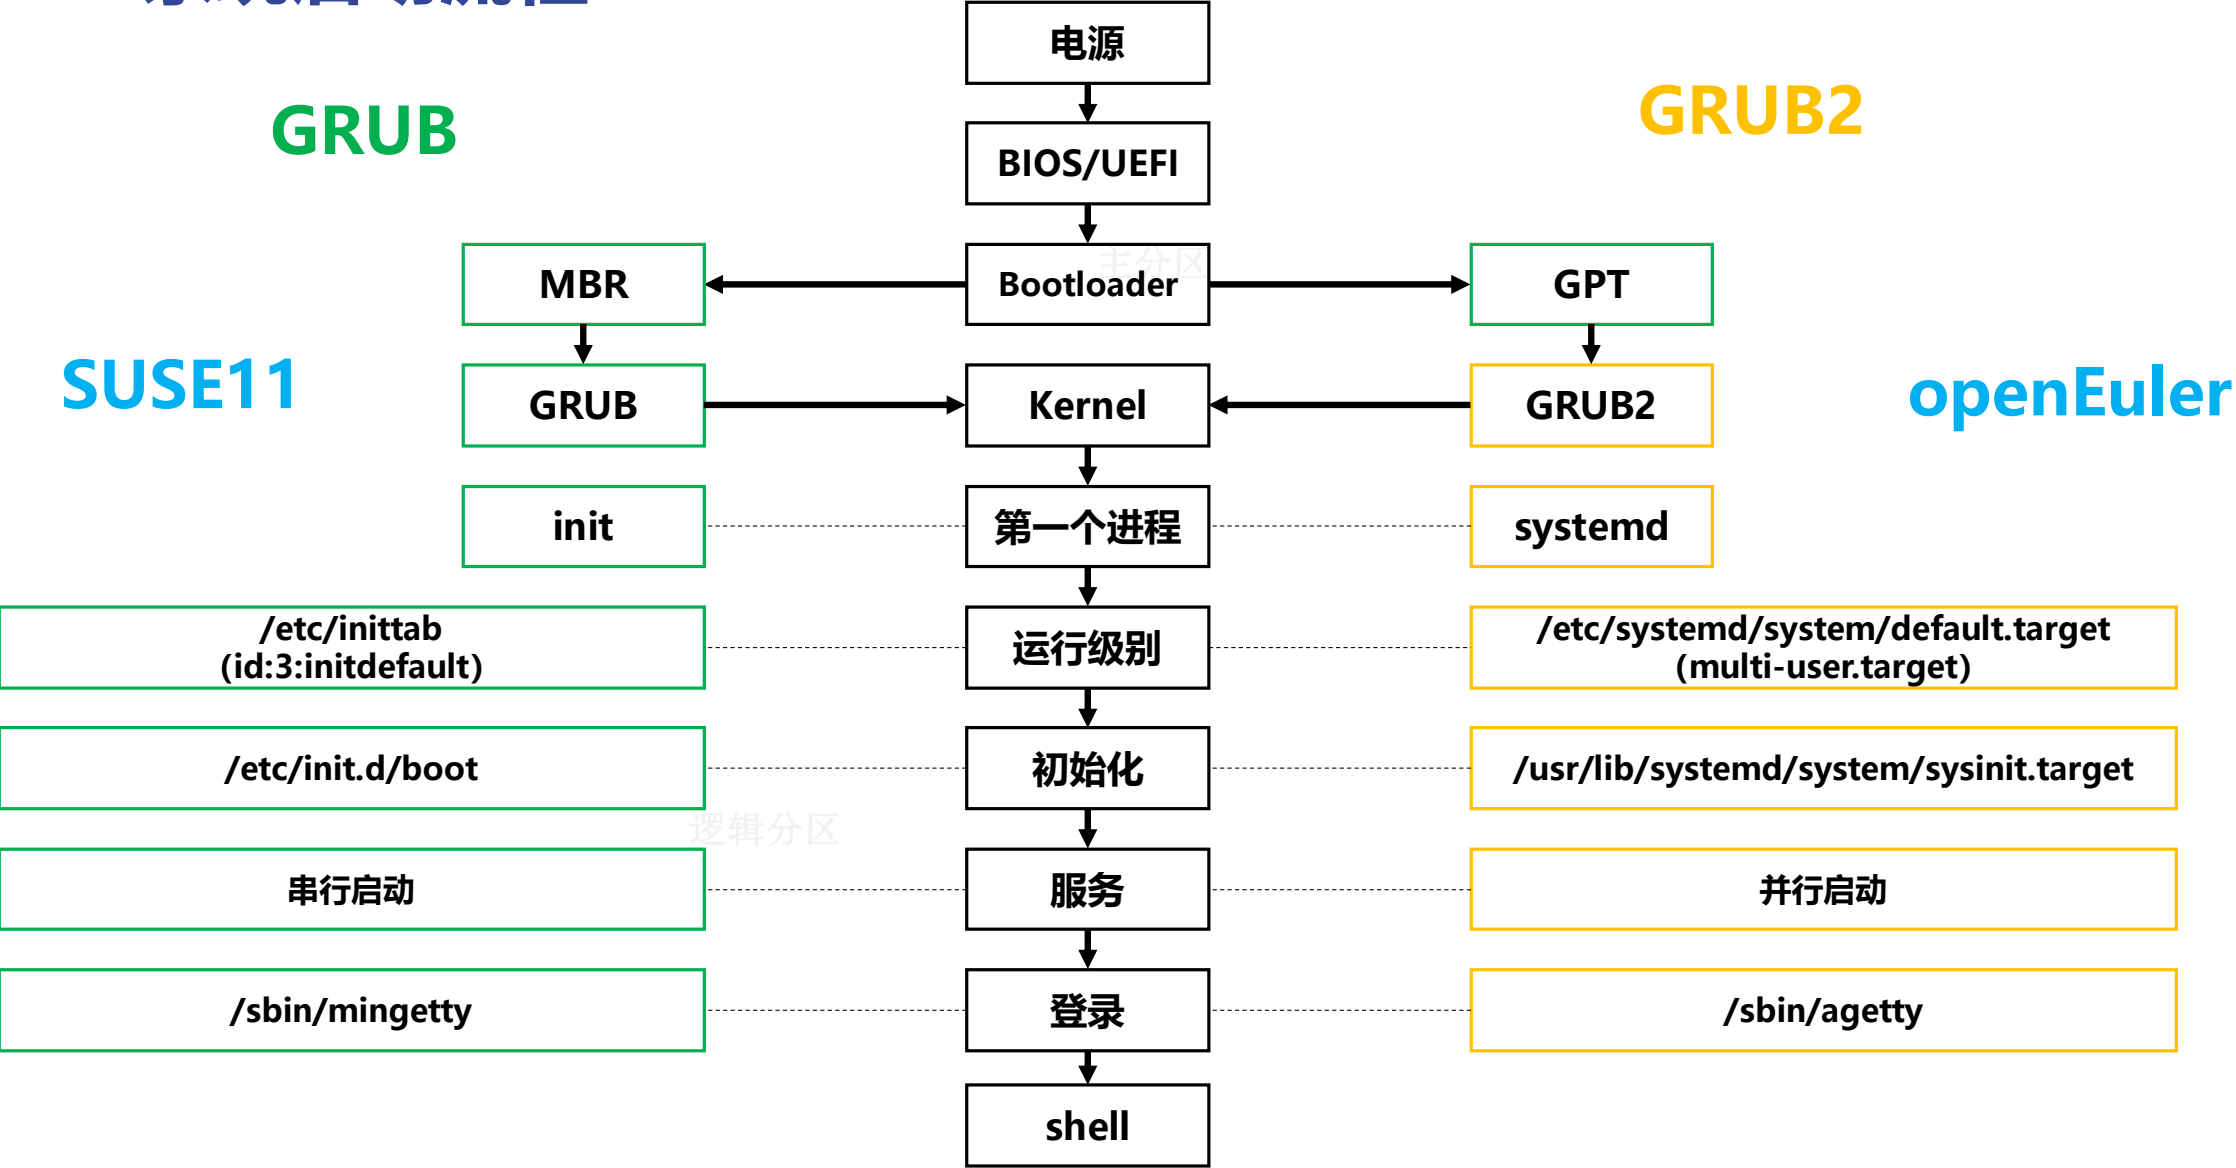 电源
GRUB
GRUB2
BIOS/UEFI
主分区
MBR
Bootloader
GPT
SUSE11
GRUB
Kernel
GRUB2
openEuler
init
第一个进程
systemd
/etc/inittab
(id:3:initdefault)
运行级别
/etc/systemd/system/default.target
(multi-user.target)
/etc/init.d/boot
初始化
/usr/lib/systemd/system/sysinit.target
逻辑分区
串行启动
服务
并行启动
/sbin/mingetty
登录
/sbin/agetty
shell